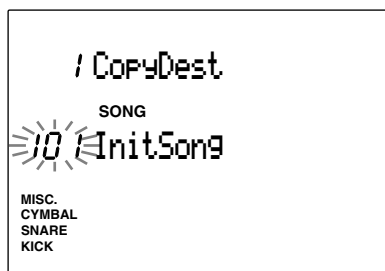 1 CopyDest
SONG
101 InitSong
MISC.
CYMBAL
SNARE
KICK